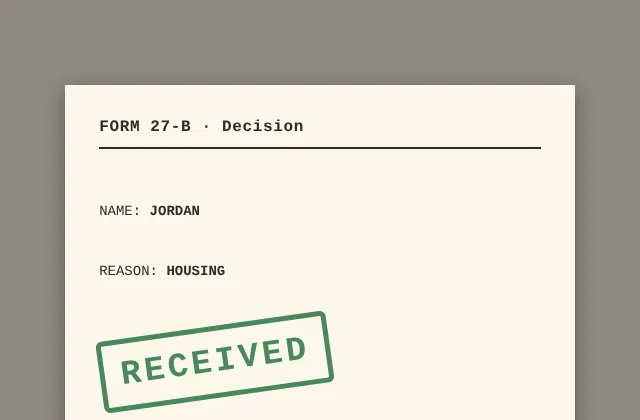 FORM 27-B · Decision
NAME: JORDAN
REASON: HOUSING
RECEIVED